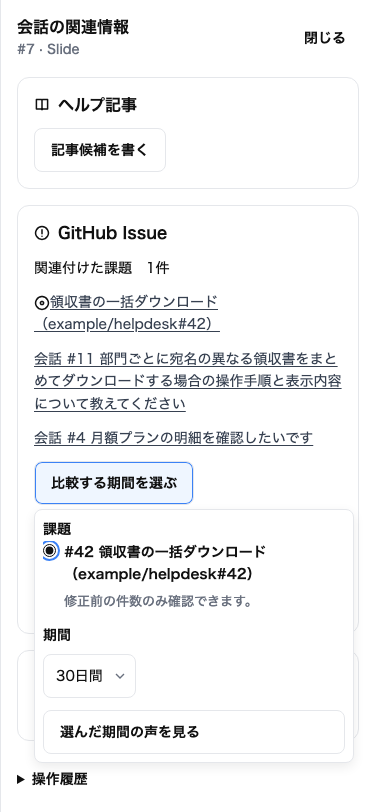 会話の関連情報
閉じる
#7 · Slide
ヘルプ記事
記事候補を書く
GitHub Issue
関連付けた課題 1件
領収書の一括ダウンロード
（example/helpdesk#42）
会話 #11 部門ごとに宛名の異なる領収書をまと
めてダウンロードする場合の操作手順と表示内容
について教えてください
会話 #4 月額プランの明細を確認したいです
比較する期間を選ぶ
課題
#42 領収書の一括ダウンロード
（example/helpdesk#42）
修正前の件数のみ確認できます。
期間
30日間
選んだ期間の声を見る
操作履歴